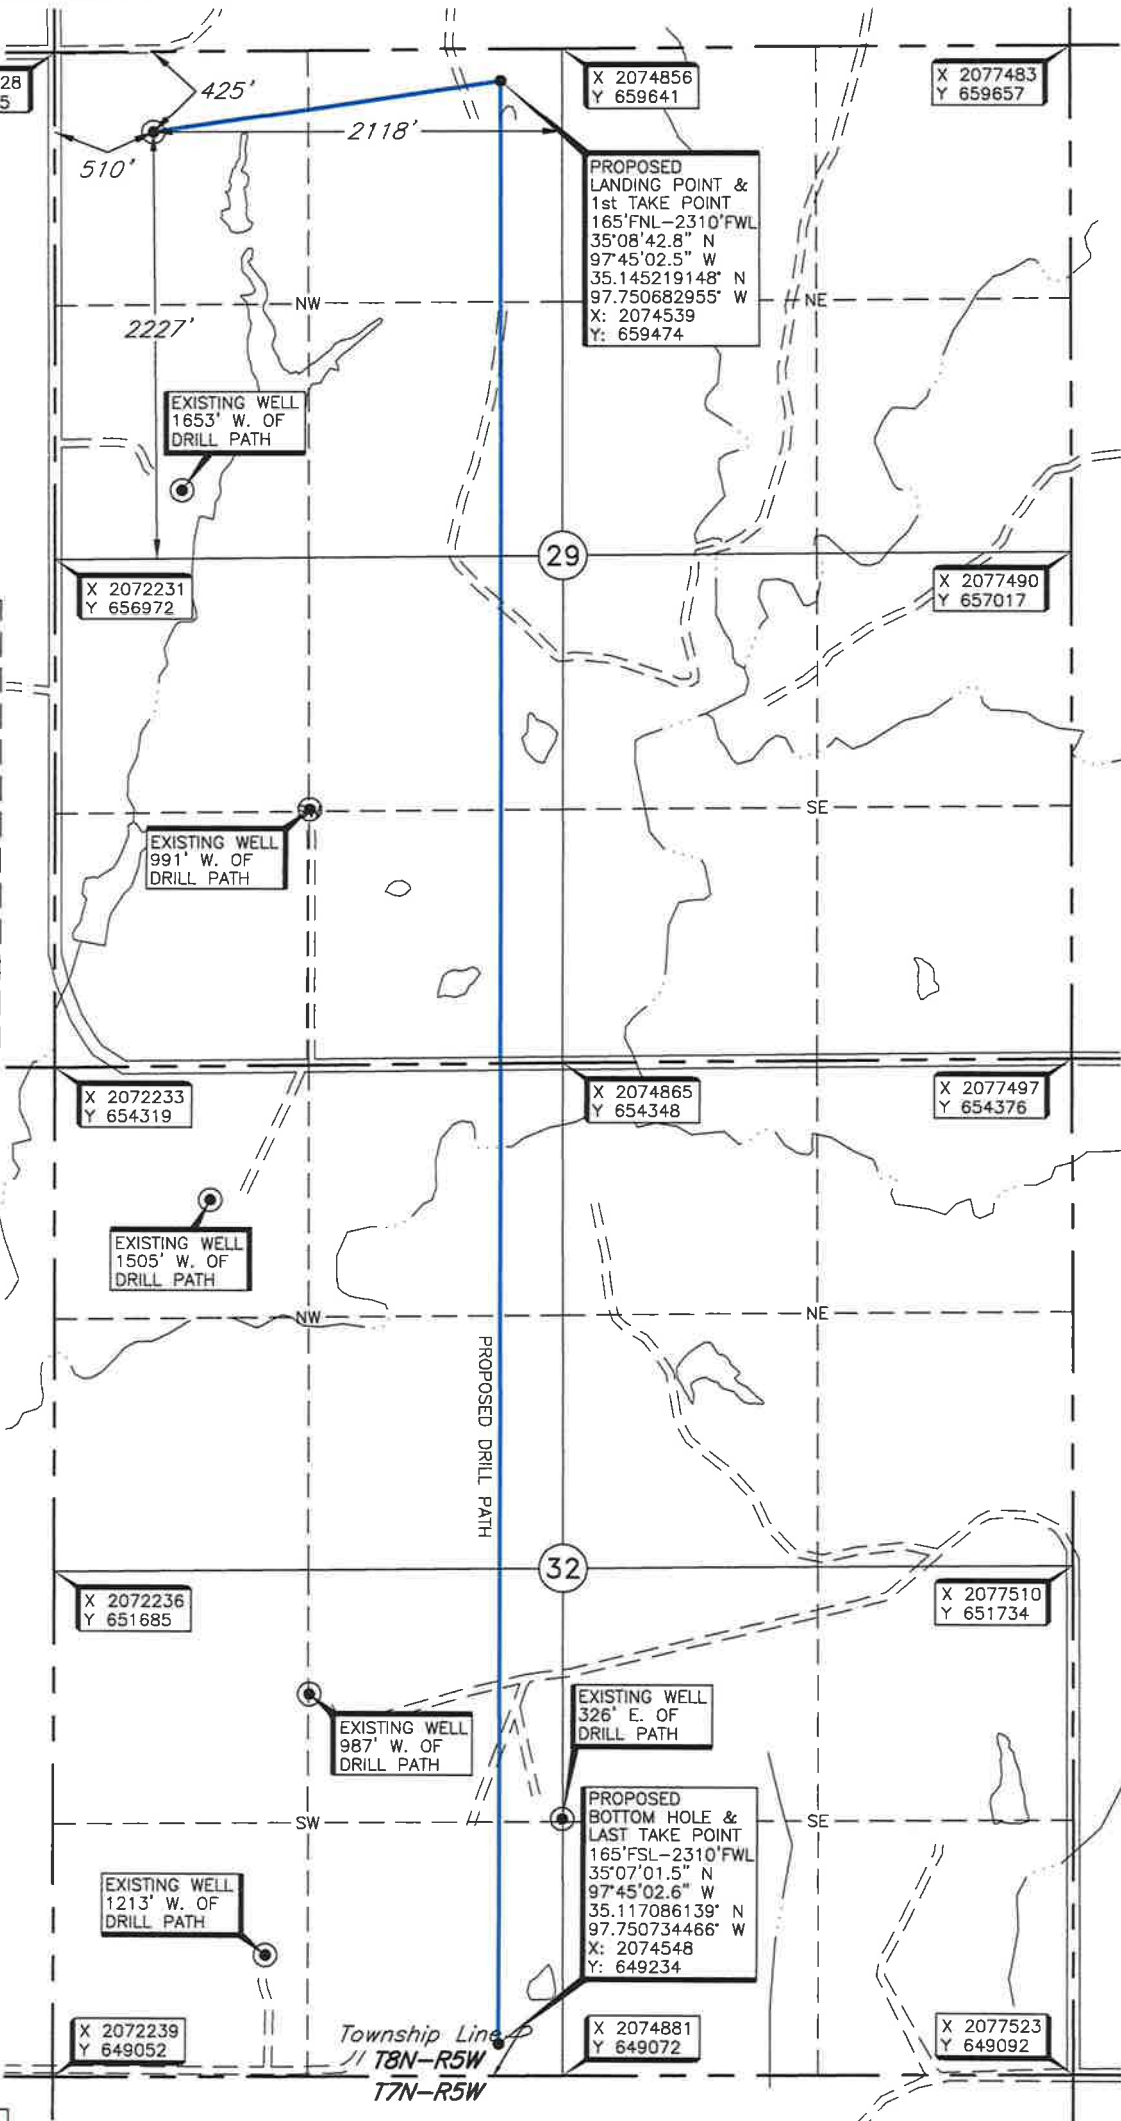 28
5
425'
X 2074856
Y 659641
X 2077483
Y 659657
2118'
510'
PROPOSED
LANDING POINT &
1st TAKE POINT
165'FNL-2310'FWL
35°08'42.8" N
97°45'02.5" W
35.145219148° N
97.750682955° W
X: 2074539
Y: 659474
NW
NE
2227'
EXISTING WELL
1653' W. OF
DRILL PATH
29
X 2072231
Y 656972
X 2077490
Y 657017
SE
EXISTING WELL
991' W. OF
DRILL PATH
X 2072233
Y 654319
X 2074865
Y 654348
X 2077497
Y 654376
EXISTING WELL
1505' W. OF
DRILL PATH
NW
NE
PROPOSED DRILL PATH
32
X 2072236
Y 651685
X 2077510
Y 651734
EXISTING WELL
987' W. OF
DRILL PATH
EXISTING WELL
326' E. OF
DRILL PATH
PROPOSED
BOTTOM HOLE &
LAST TAKE POINT
165'FSL-2310'FWL
35°07'01.5" N
97°45'02.6" W
35.117086139° N
97.750734466° W
X: 2074548
Y: 649234
SW
SE
EXISTING WELL
1213' W. OF
DRILL PATH
X 2072239
Y 649052
Township Line
T8N-R5W
T7N-R5W
X 2074881
Y 649072
X 2077523
Y 649092